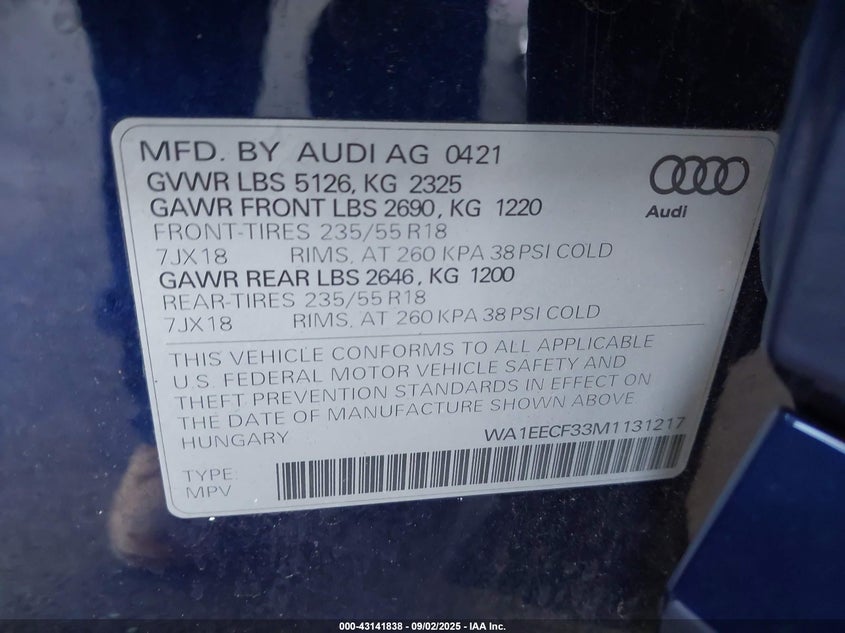 MFD. BY AUDI AG 0421
GVWR LBS 5126, KG 2325
GAWR FRONT LBS 2690, KG 1220
FRONT-TIRES 235/55 R18
7JX18 RIMS, AT 260 KPA 38 PSI COLD
GAWR REAR LBS 2646, KG 1200
REAR-TIRES 235/55 R18
7JX18 RIMS, AT 260 KPA 38 PSI COLD
Audi
THIS VEHICLE CONFORMS TO ALL APPLICABLE
U.S. FEDERAL MOTOR VEHICLE SAFETY AND
THEFT PREVENTION STANDARDS IN EFFECT ON
THE DATE OF MANUFACTURE SHOWN ABOVE
HUNGARY WA1EECF33M1131217
TYPE:
MPV
000-43141838 - 09/02/2025 - IAA Inc.